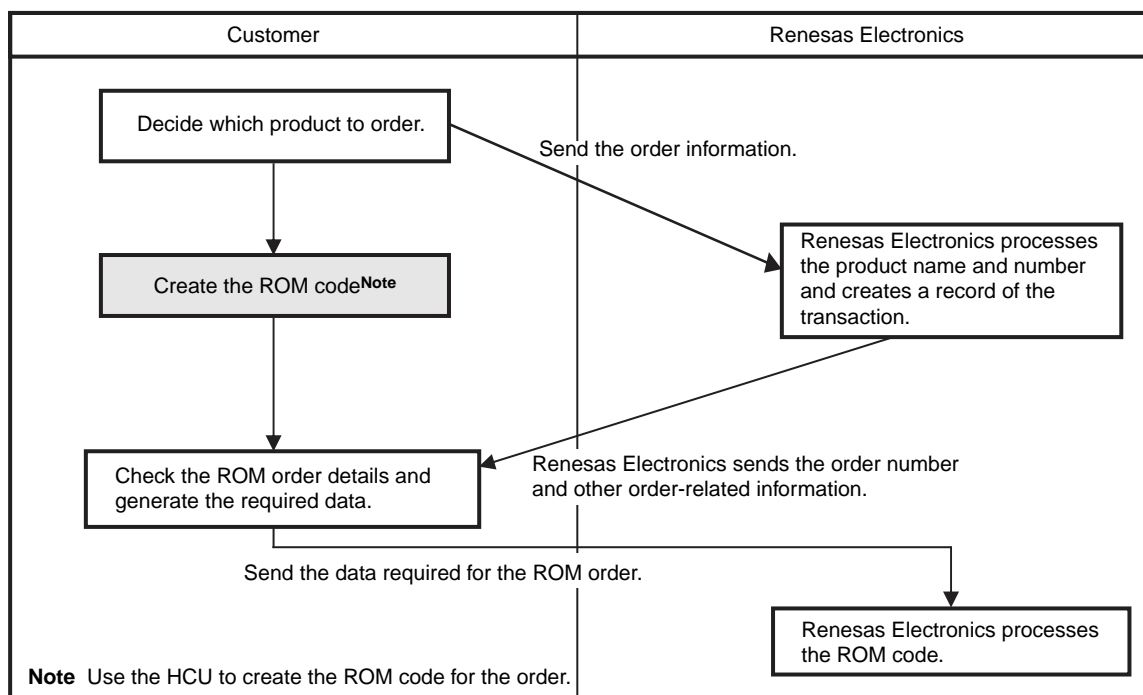 Customer
Renesas Electronics
Decide which product to order.
Send the order information.
Renesas Electronics processes
the product name and number
and creates a record of the
transaction.
Create the ROM codeNote
Check the ROM order details and
generate the required data.
Renesas Electronics sends the order number
and other order-related information.
Send the data required for the ROM order.
Renesas Electronics processes
the ROM code.
Note Use the HCU to create the ROM code for the order.